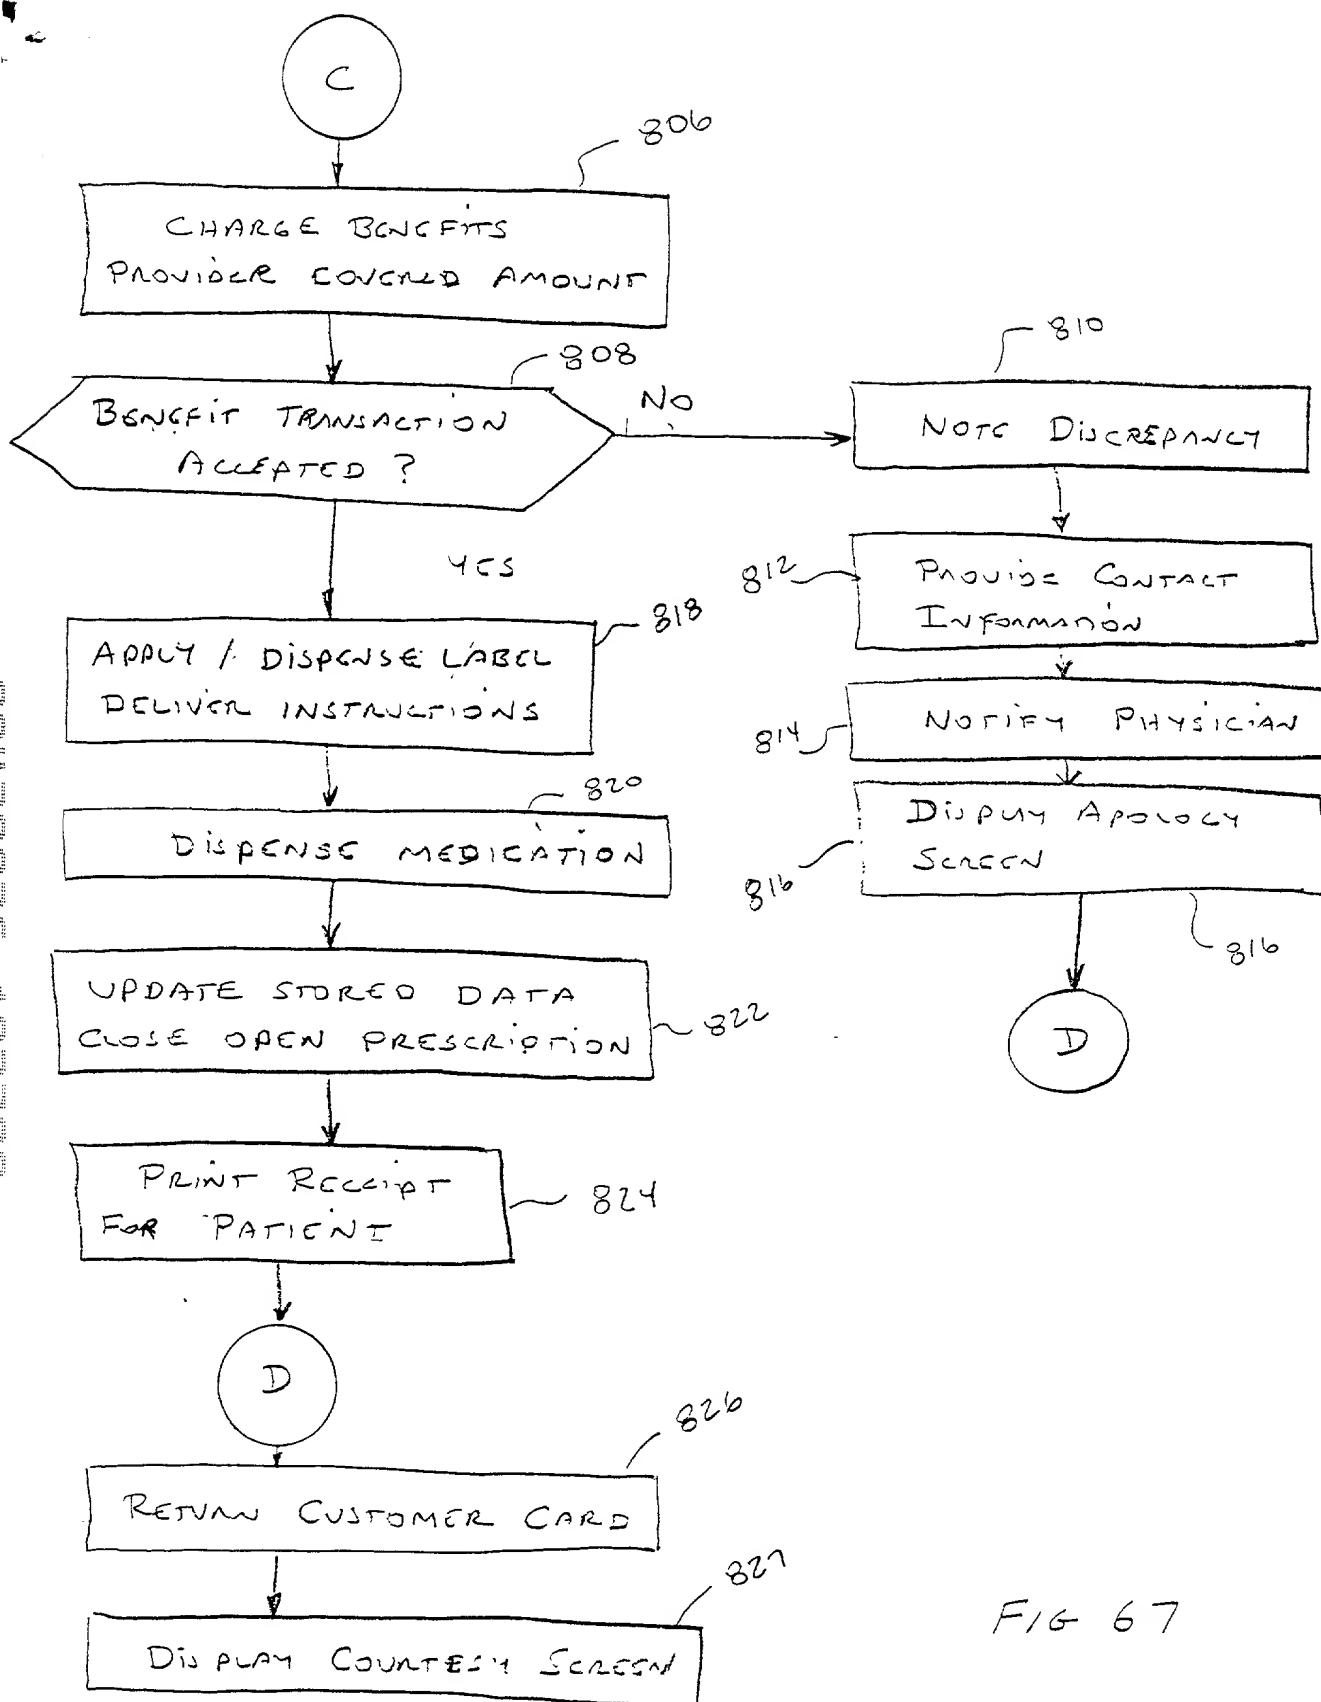 C
806
CHARGE BENEFITS
PROVIDER COVERED AMOUNT
808
BENEFIT TRANSACTION
ACCEPTED ?
NO
810
NOTE DISCREPANCY
YES
812
PROVIDE CONTACT
INFORMATION
818
APPLY / DISPENSE LABEL
DELIVER INSTRUCTIONS
814
NOTIFY PHYSICIAN
820
DISPENSE MEDICATION
816
DISPLAY APOLOGY
SCREEN
816
D
UPDATE STORED DATA
CLOSE OPEN PRESCRIPTION
822
PRINT RECEIPT
FOR PATIENT
824
D
826
RETURN CUSTOMER CARD
827
DISPLAY COURTESY SCREEN
FIG 67